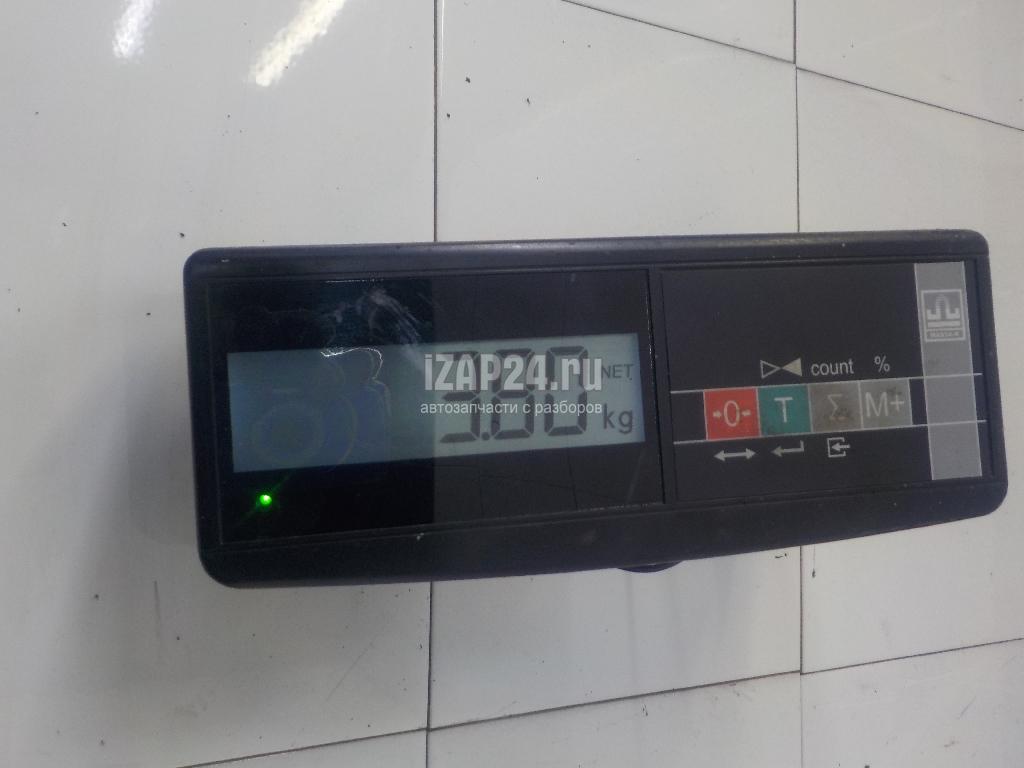 iZAP24.ru
автозапчасти с разборов
3.80
NET
kg
count %
→0← T Σ M+